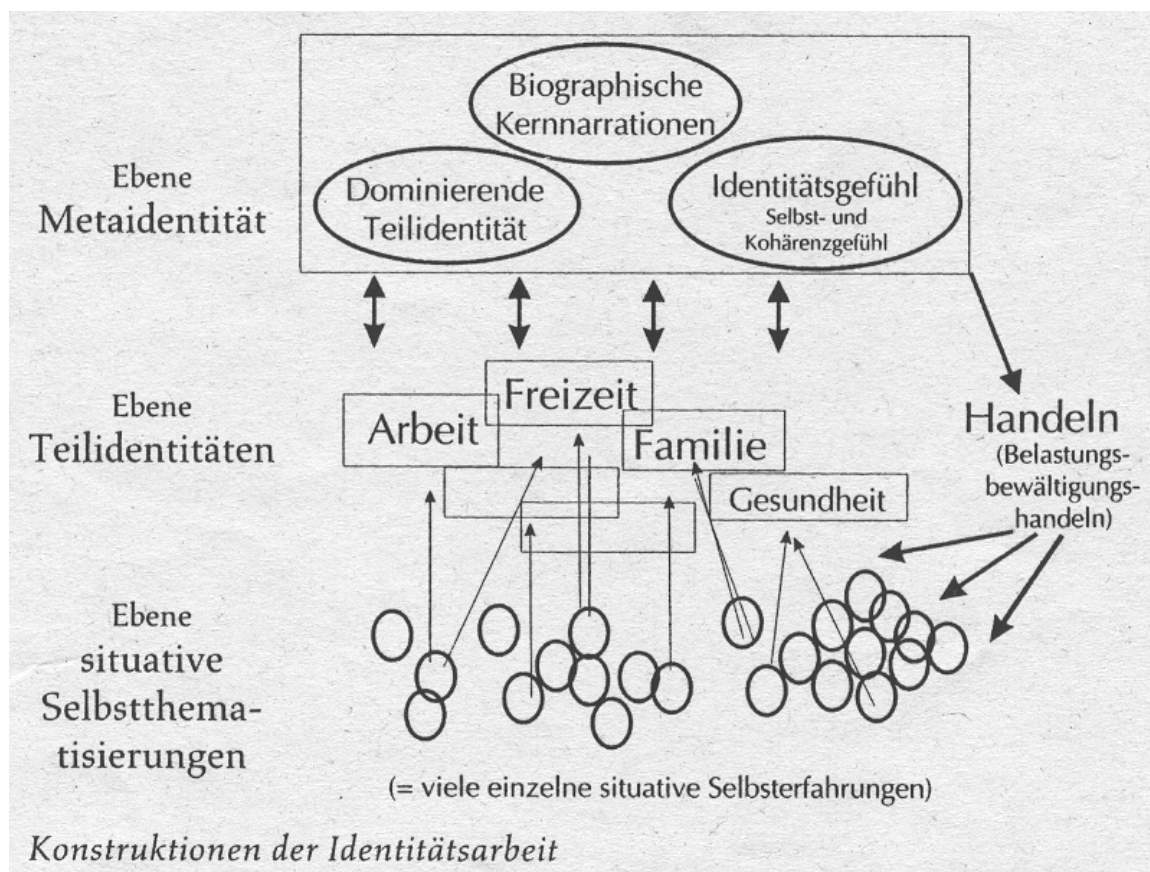 Biographische
Kernnarrationen
Ebene
Metaidentität
Dominierende
Teilidentität
Identitätsgefühl
Selbst- und
Kohärenzgefühl
Ebene
Teilidentitäten
Arbeit
Freizeit
Familie
Gesundheit
Handeln
(Belastungs-
bewältigungs-
handeln)
Ebene
situative
Selbstthema-
tisierungen
(= viele einzelne situative Selbsterfahrungen)
Konstruktionen der Identitätsarbeit